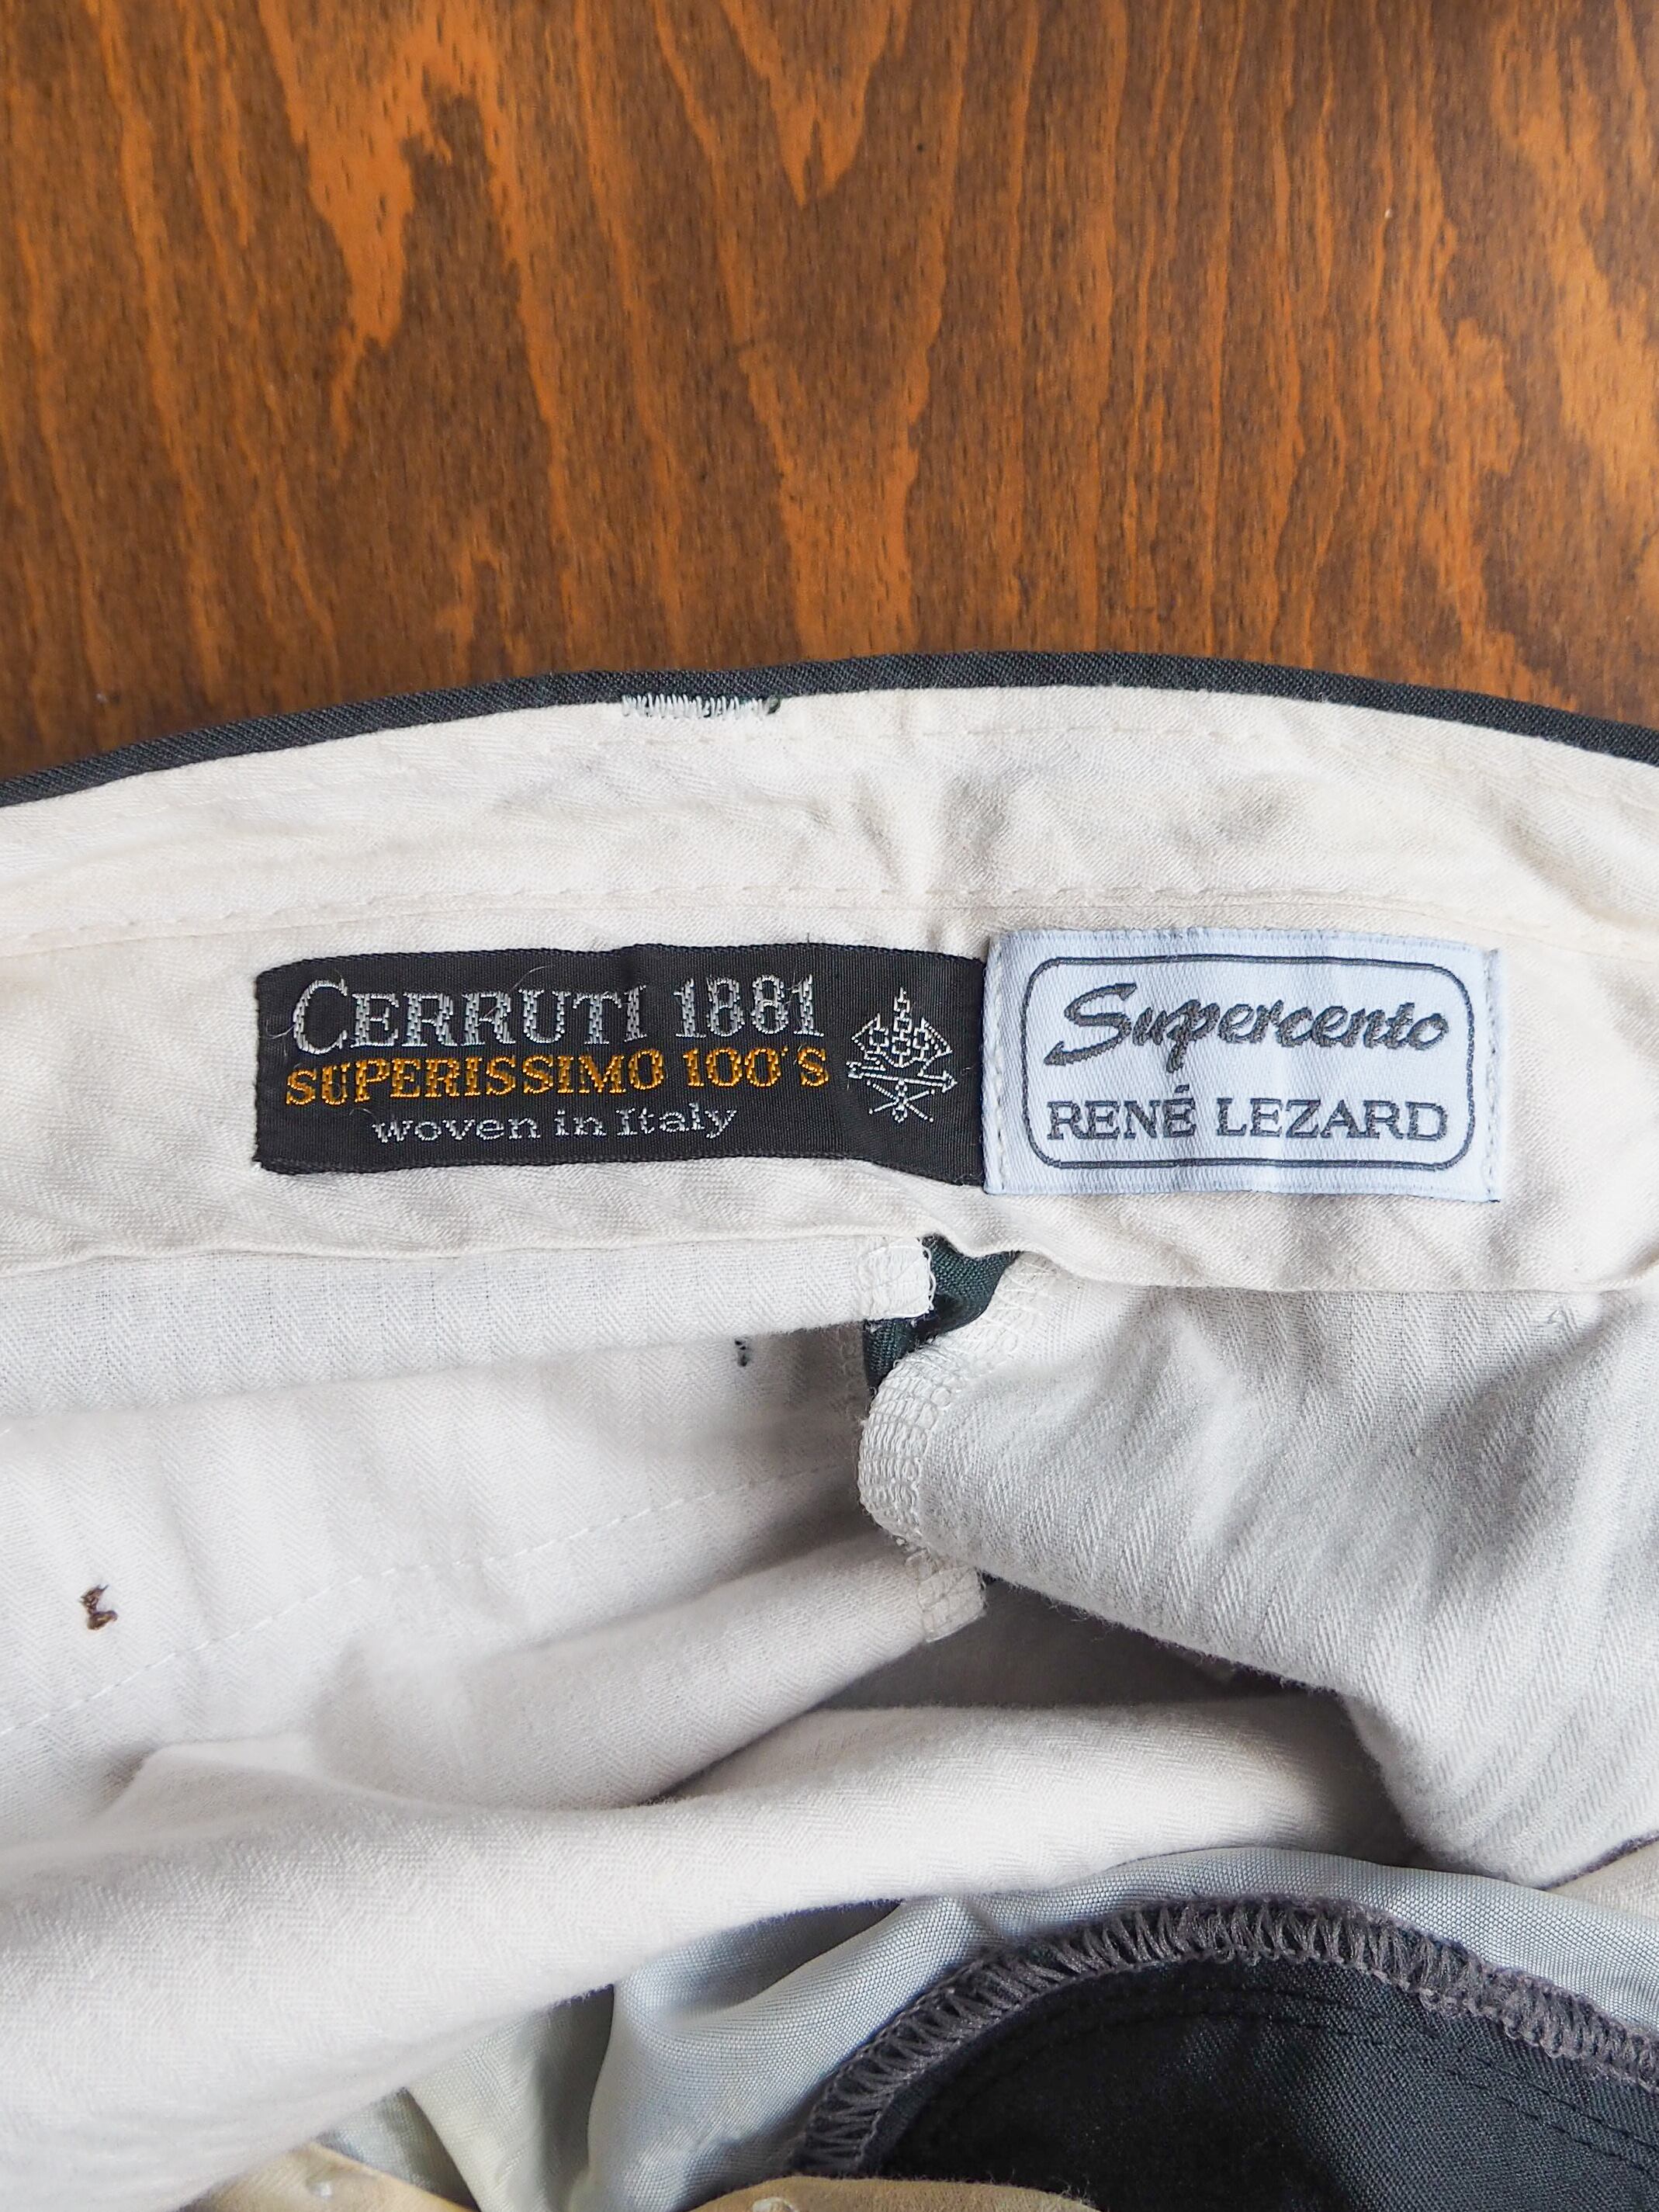 CERRUTI 1881
SUPERISSIMO 100'S
woven in Italy
Supercento
RENÉ LEZARD